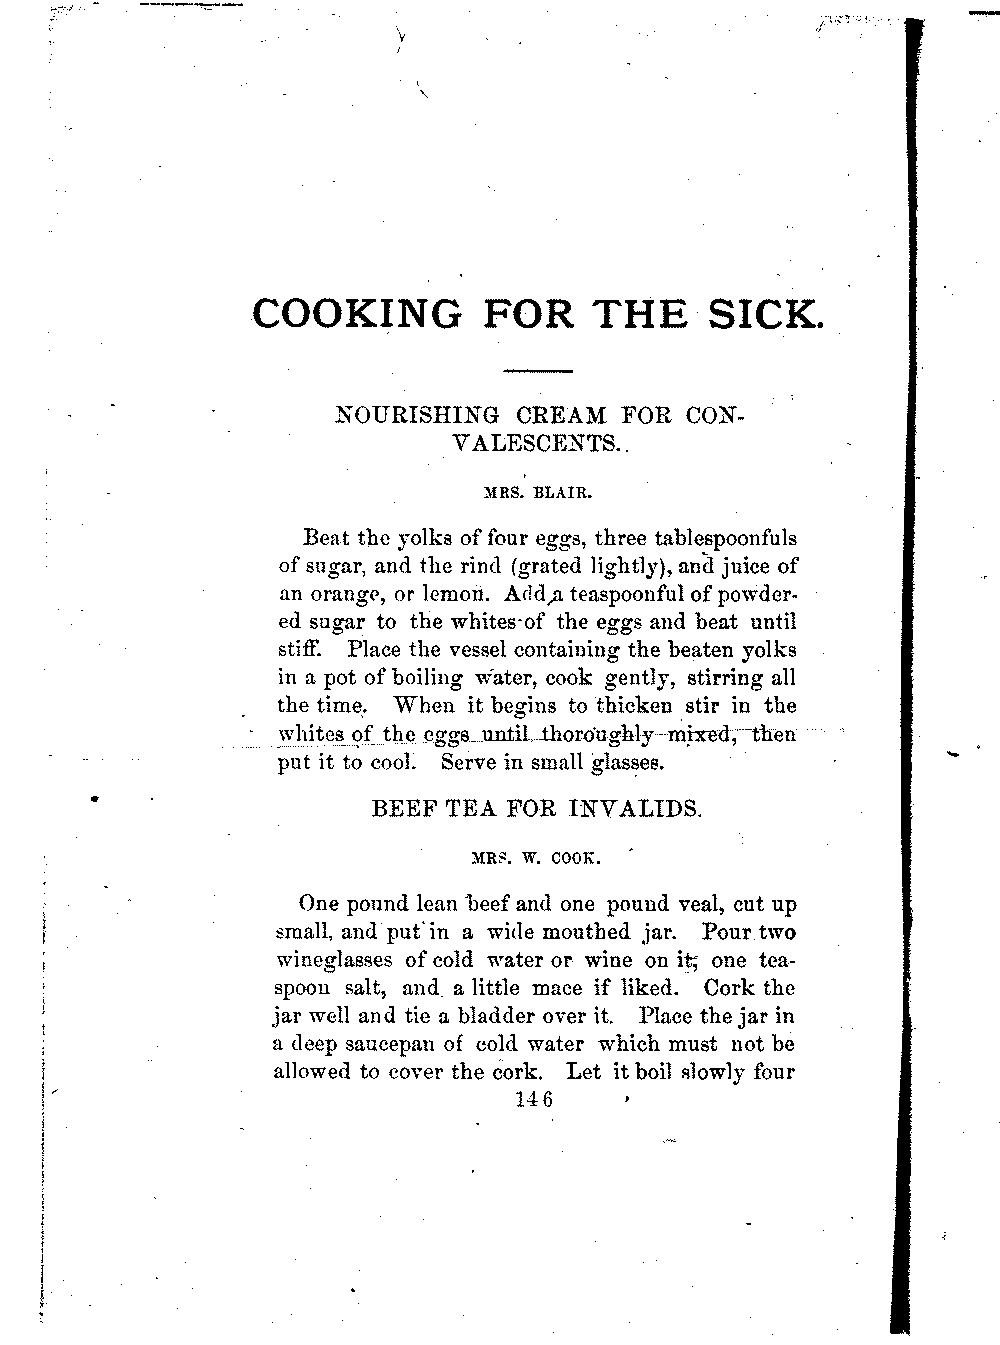 COOKING FOR THE SICK.
NOURISHING CREAM FOR CON-
VALESCENTS.
MRS. BLAIR.
Beat the yolks of four eggs, three tablespoonfuls
of sugar, and the rind (grated lightly), and juice of
an orange, or lemon. Add a teaspoonful of powder-
ed sugar to the whites of the eggs and beat until
stiff. Place the vessel containing the beaten yolks
in a pot of boiling water, cook gently, stirring all
the time. When it begins to thicken stir in the
whites of the eggs until thoroughly mixed, then
put it to cool. Serve in small glasses.
BEEF TEA FOR INVALIDS.
MRS. W. COOK.
One pound lean beef and one pound veal, cut up
small, and put in a wide mouthed jar. Pour two
wineglasses of cold water or wine on it; one tea-
spoon salt, and a little mace if liked. Cork the
jar well and tie a bladder over it. Place the jar in
a deep saucepan of cold water which must not be
allowed to cover the cork. Let it boil slowly four
146